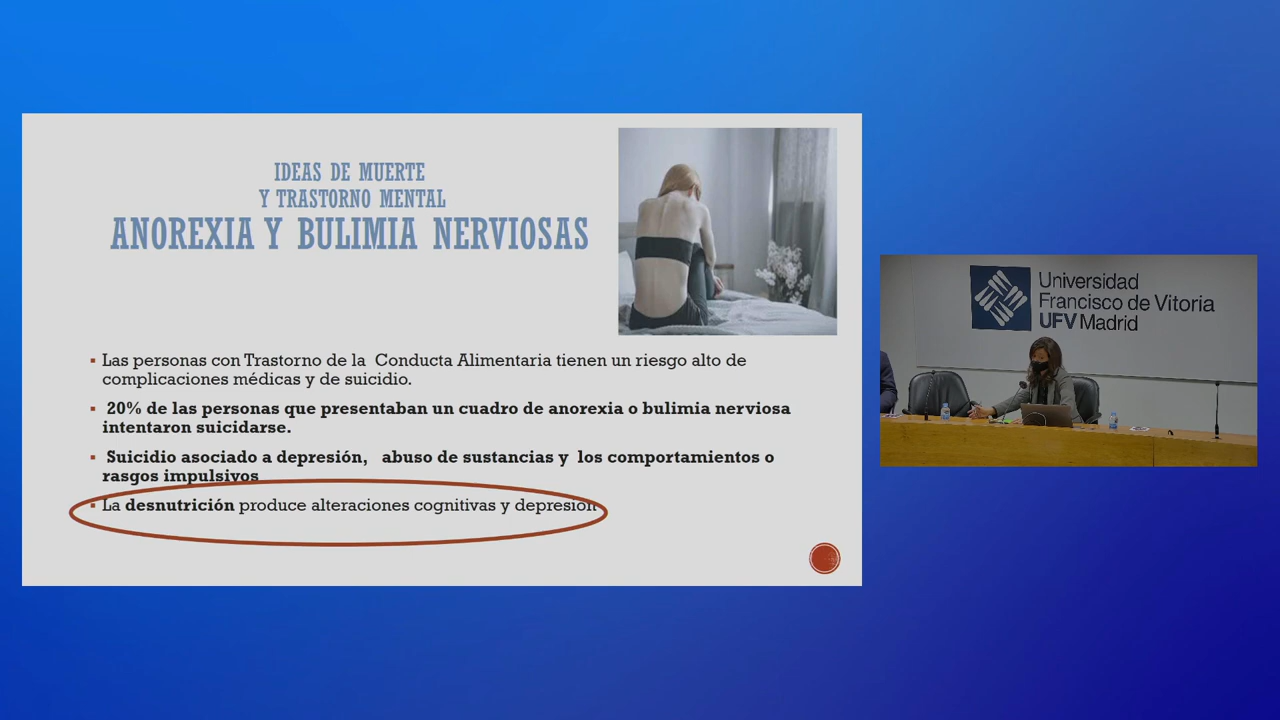 IDEAS DE MUERTE
Y TRASTORNO MENTAL
ANOREXIA Y BULIMIA NERVIOSAS
▪ Las personas con Trastorno de la Conducta Alimentaria tienen un riesgo alto de
complicaciones médicas y de suicidio.
▪ 20% de las personas que presentaban un cuadro de anorexia o bulimia nerviosa
intentaron suicidarse.
▪ Suicidio asociado a depresión, abuso de sustancias y los comportamientos o
rasgos impulsivos
▪ La desnutrición produce alteraciones cognitivas y depresión
Universidad
Francisco de Vitoria
UFV Madrid